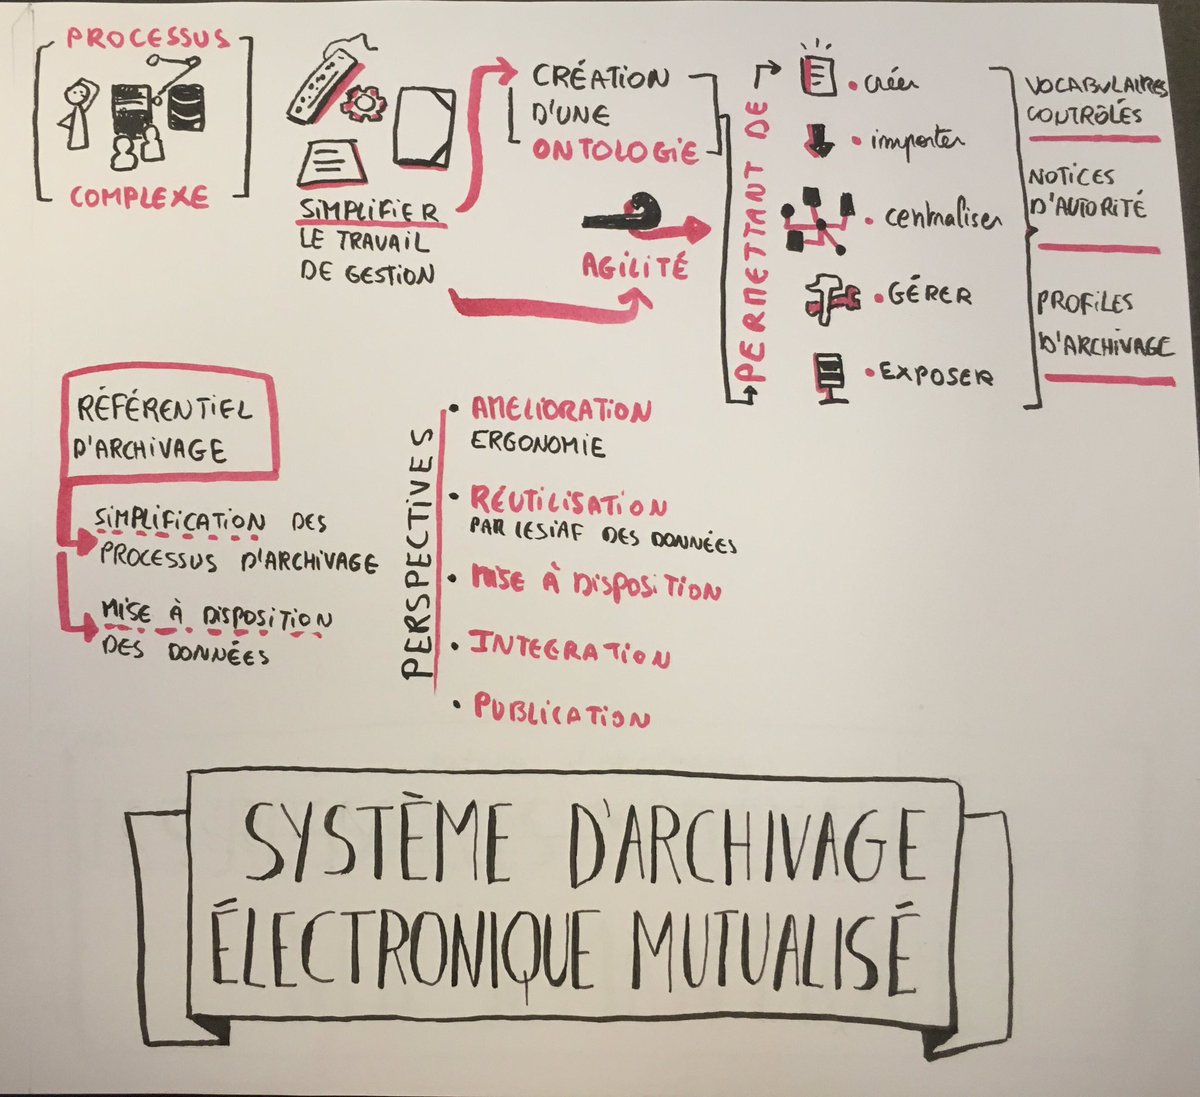 PROCESSUS
COMPLEXE
SIMPLIFIER
LE TRAVAIL
DE GESTION
CRÉATION
D'UNE
ONTOLOGIE
AGILITÉ
PERMETTANT DE
• créer
• importer
• centraliser
• GÉRER
• EXPOSER
VOCABULAIRES
CONTRÔLÉS
NOTICES
D'AUTORITÉ
PROFILES
D'ARCHIVAGE
RÉFÉRENTIEL
D'ARCHIVAGE
SIMPLIFICATION DES
PROCESSUS D'ARCHIVAGE
MISE À DISPOSITION
DES DONNÉES
PERSPECTIVES
• AMELIORATION
ERGONOMIE
• RÉUTILISATION
PAR LE SIAF DES DONNÉES
• MISE À DISPOSITION
• INTEGRATION
• PUBLICATION
SYSTÈME D'ARCHIVAGE
ÉLECTRONIQUE MUTUALISÉ